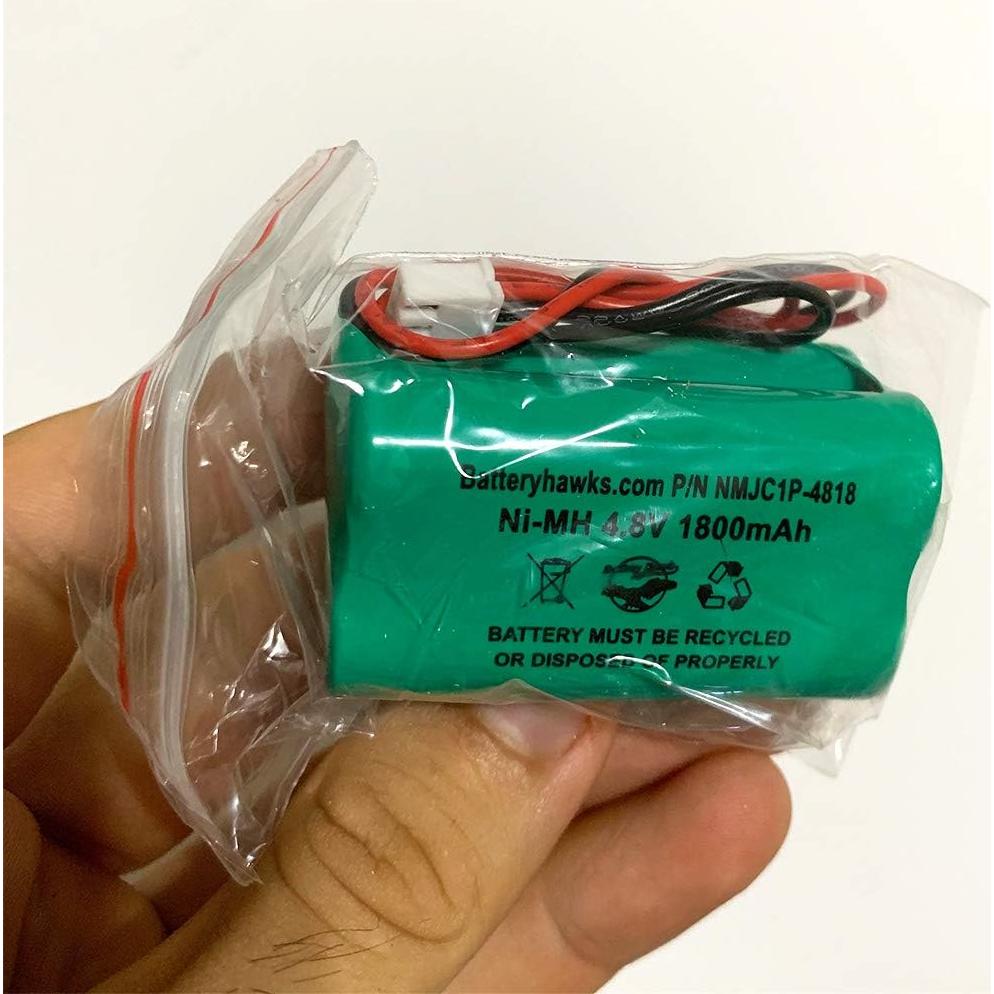 Batteryhawks.com P/N NMJC1P-4818
Ni-MH 4.8V 1800mAh
BATTERY MUST BE RECYCLED
OR DISPOSED OF PROPERLY